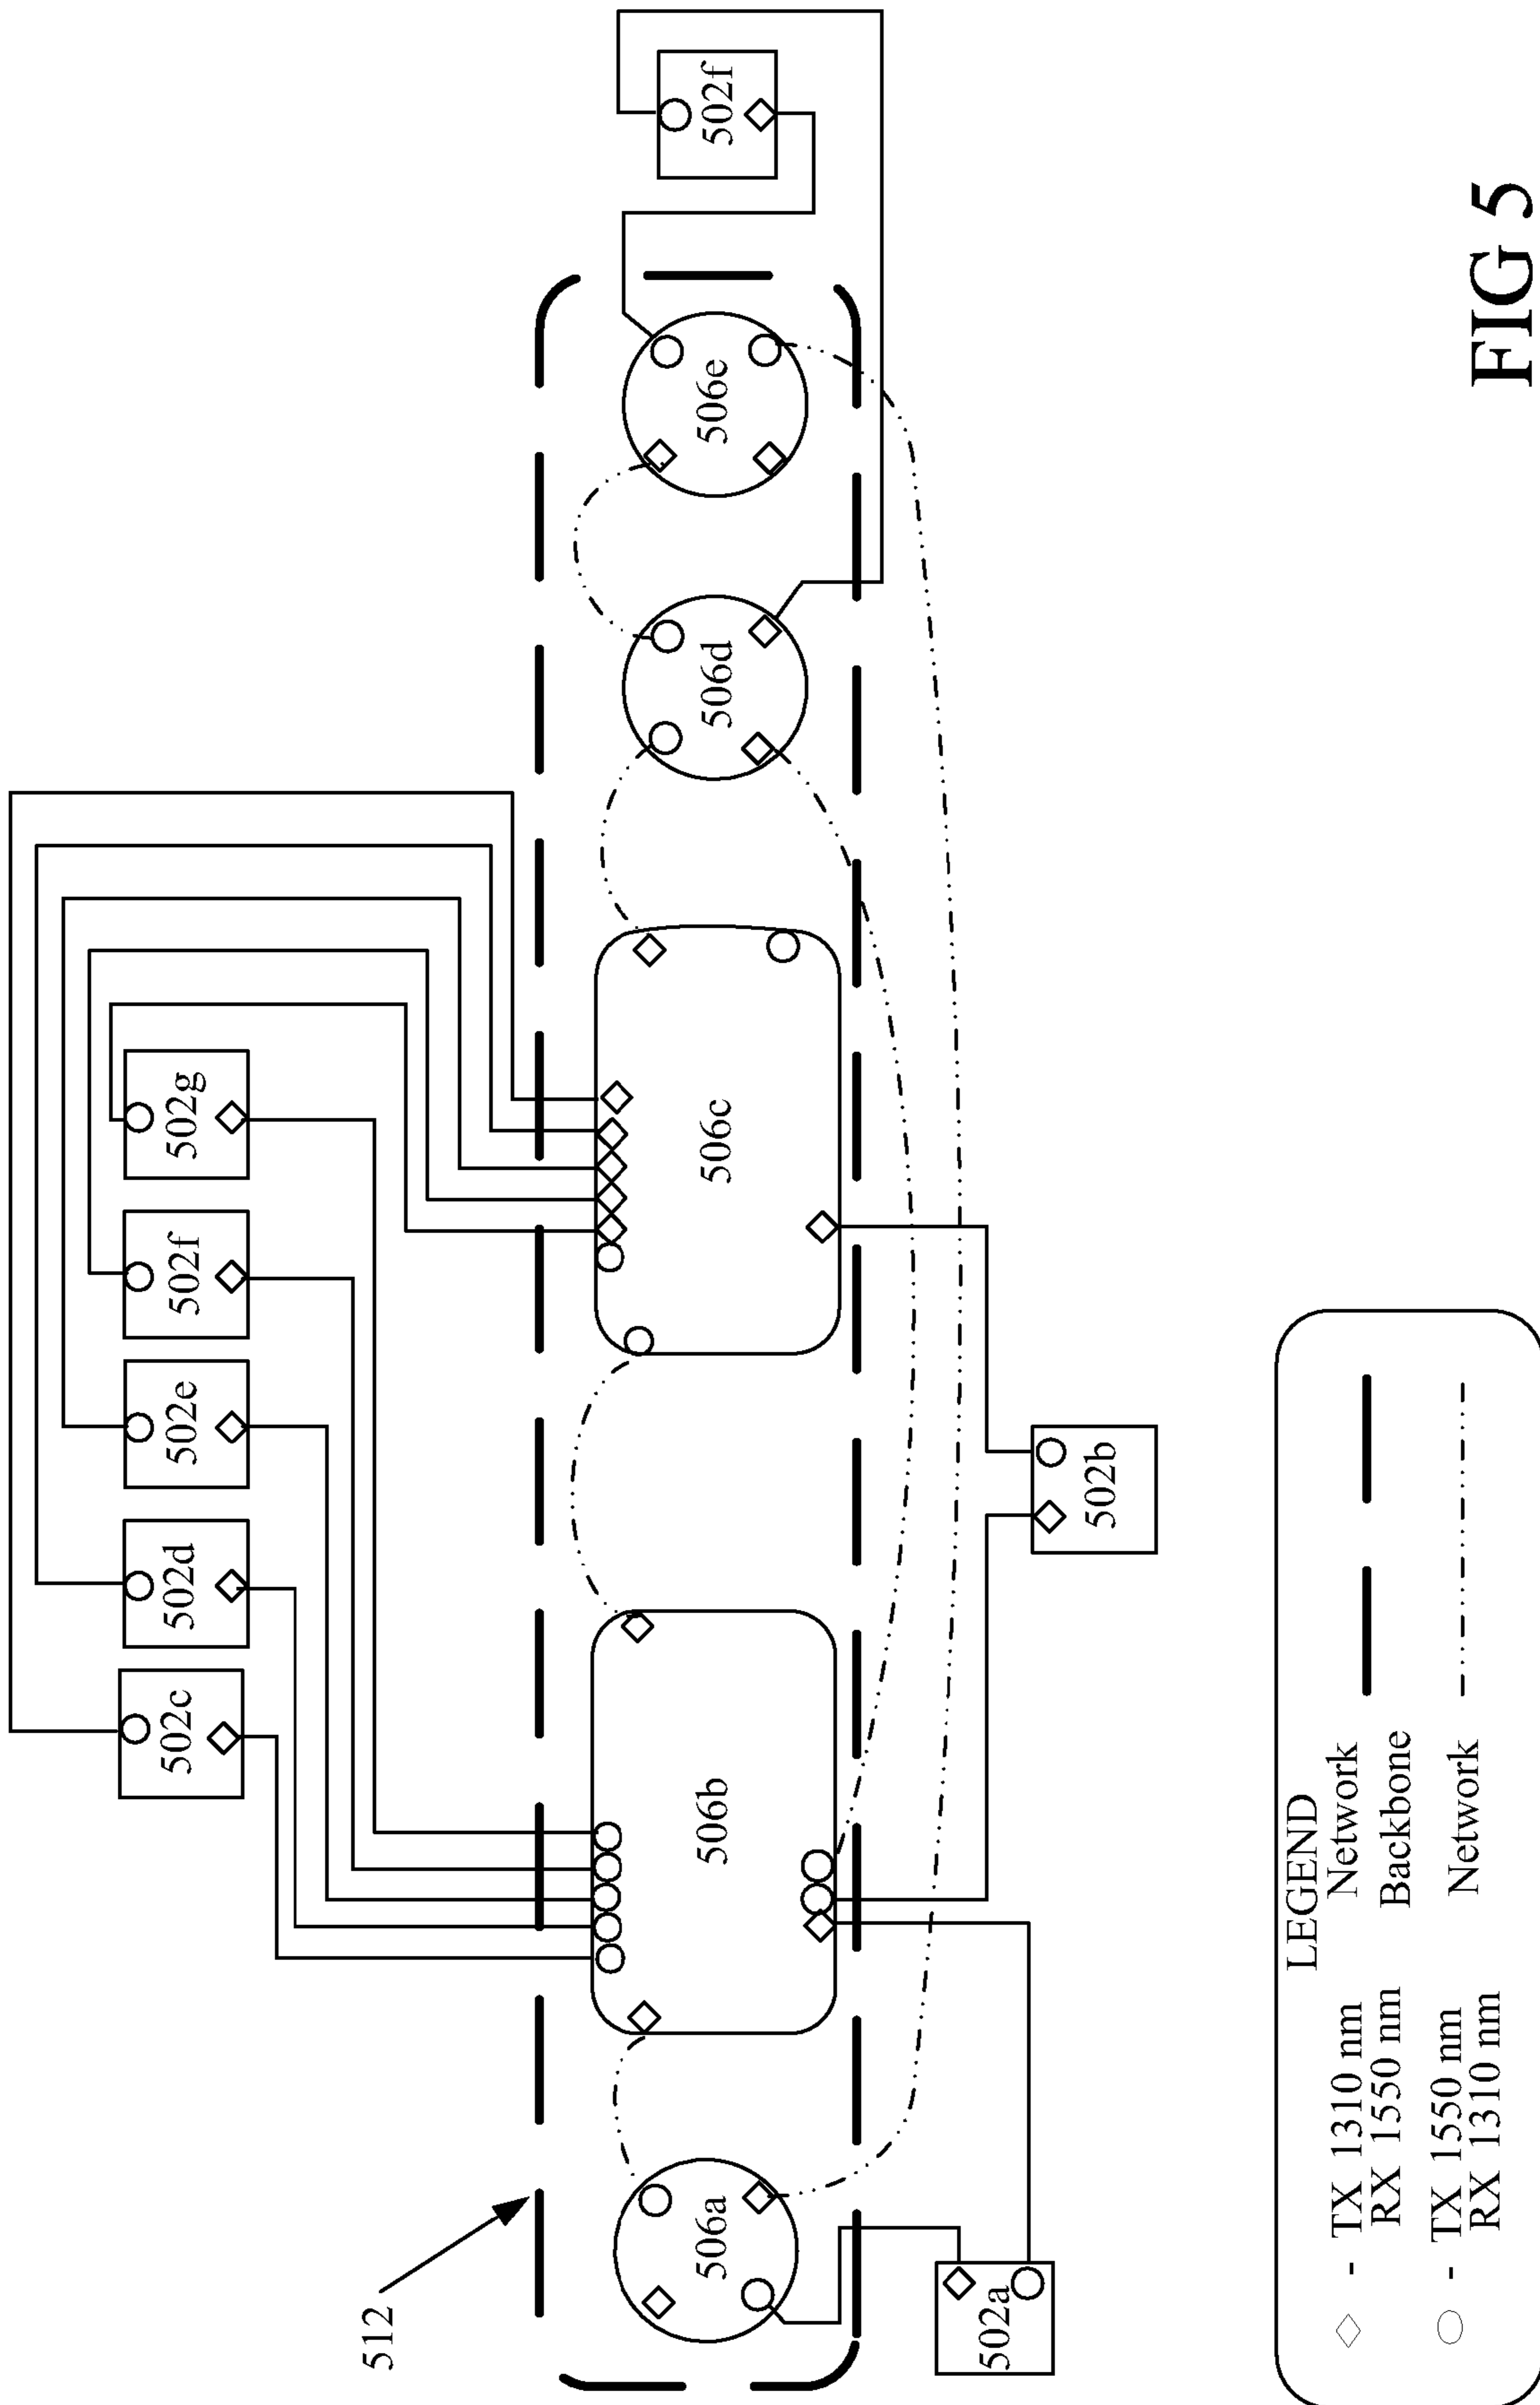 502c
502d
502e
502f
502g
512
506a
506b
506c
506d
506e
502f
502a
502b
LEGEND
- TX 1310 nm Network
RX 1550 nm Backbone
- TX 1550 nm Network
RX 1310 nm
FIG 5